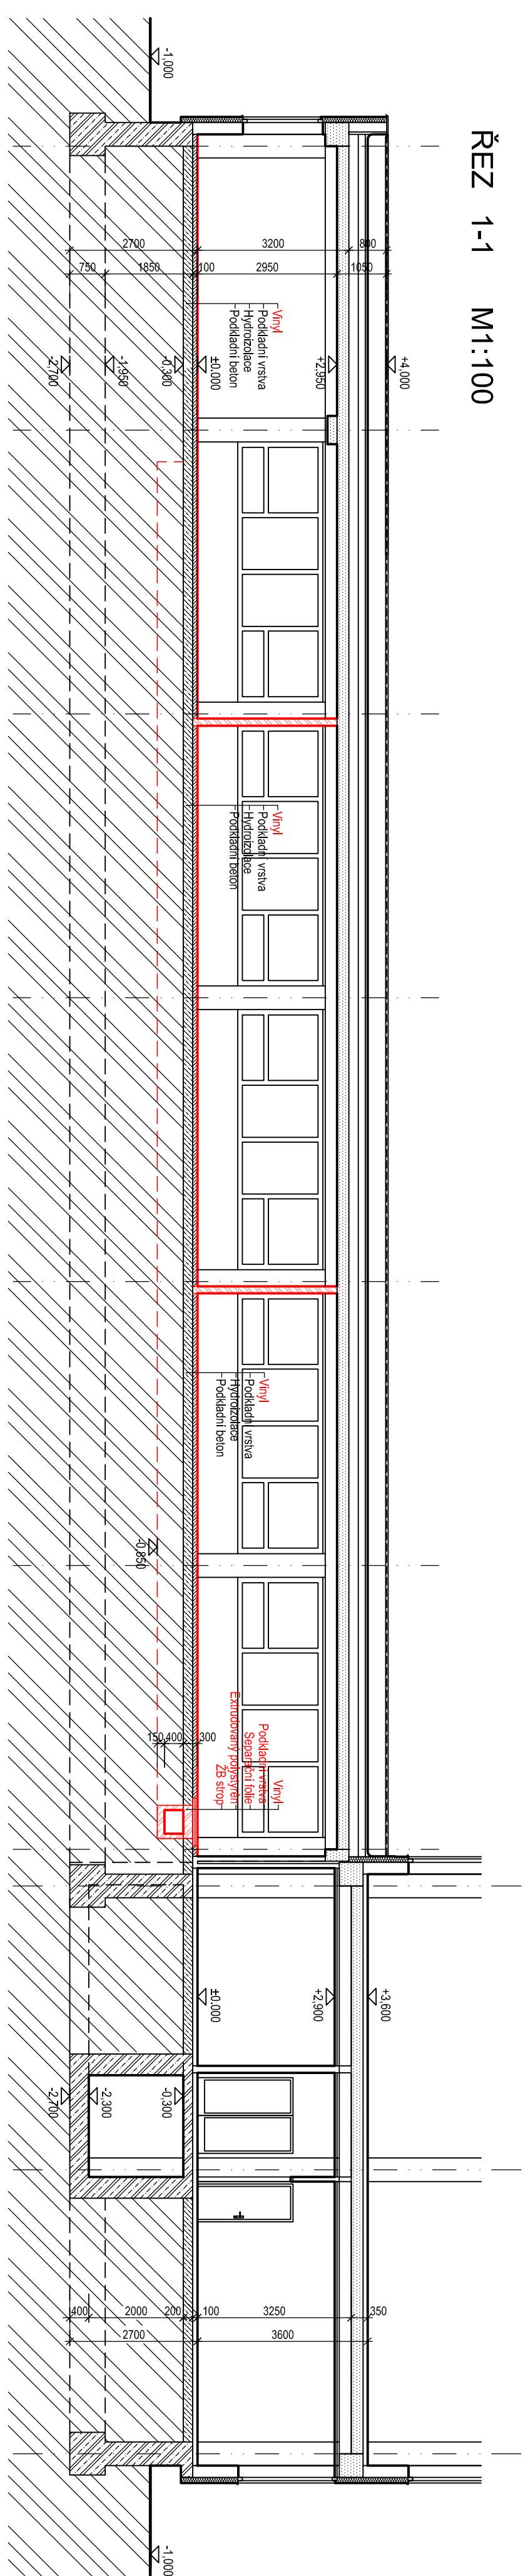 ŘEZ 1-1 M1:100
-1,000
2700
3200
800
750
1850
100
2950
1050
Vinyl
Podkladní vrstva
Hydroizolace
Podkladní beton
-2,700
-1,950
-0,300
±0,000
+2,950
+4,000
Vinyl
Podkladní vrstva
Hydroizolace
Podkladní beton
Vinyl
Podkladní vrstva
Hydroizolace
Podkladní beton
-0,850
150
400
300
Vinyl
Podkladní vrstva
Separační folie
Extrudovaný polystyrén
ŽB strop
±0,000
+2,900
+3,600
-2,700
-2,300
-0,300
400
2000
200
100
3250
350
2700
3600
-1,000